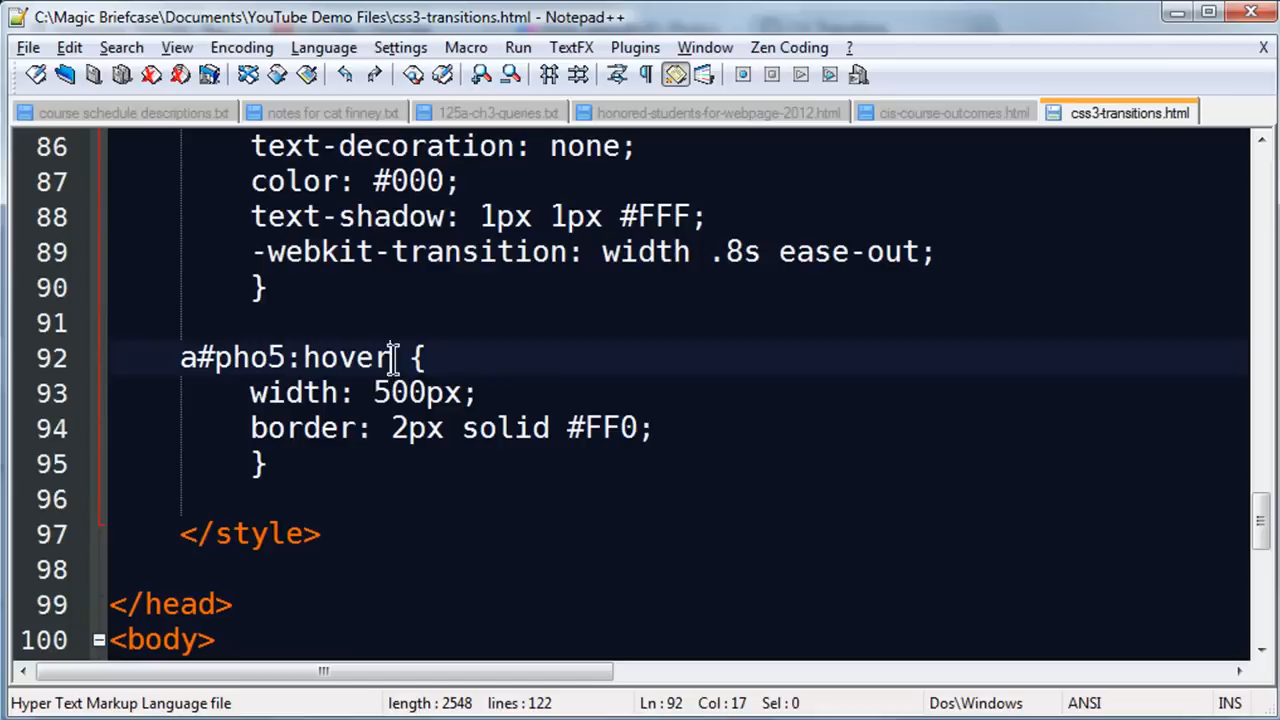 C:\Magic Briefcase\Documents\YouTube Demo Files\css3-transitions.html - Notepad++
File Edit Search View Encoding Language Settings Macro Run TextFX Plugins Window Zen Coding ? X
course schedule descriptions.txt notes for cat finney.txt 125a-ch3-queries.txt honored-students-for-webpage-2012.html cis-course-outcomes.html css3-transitions.html
86 text-decoration: none;
87 color: #000;
88 text-shadow: 1px 1px #FFF;
89 -webkit-transition: width .8s ease-out;
90 }
91
92 a#pho5:hover {
93 width: 500px;
94 border: 2px solid #FF0;
95 }
96
97 </style>
98
99 </head>
100 <body>
Hyper Text Markup Language file length : 2548 lines : 122 Ln : 92 Col : 17 Sel : 0 Dos\Windows ANSI INS